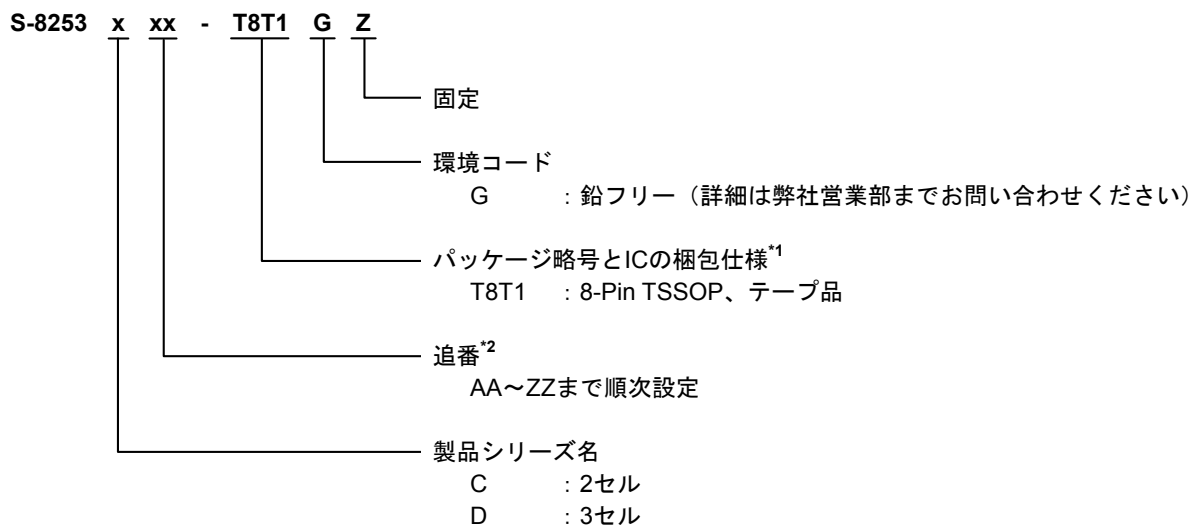 S-8253 x xx - T8T1 G Z
固定
環境コード
G : 鉛フリー（詳細は弊社営業部までお問い合わせください）
パッケージ略号とICの梱包仕様*1
T8T1 : 8-Pin TSSOP、テープ品
追番*2
AA～ZZまで順次設定
製品シリーズ名
C : 2セル
D : 3セル